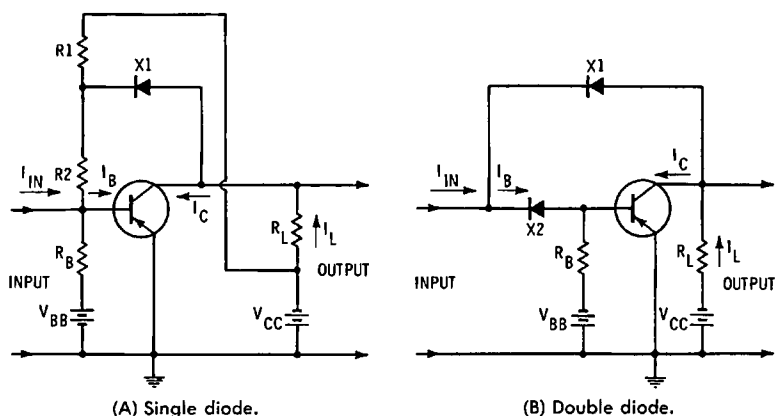 R1
X1
R2
I_IN
I_B
I_C
R_B
R_L
I_L
INPUT
OUTPUT
V_BB
V_CC
(A) Single diode.
X1
I_IN
I_B
I_C
X2
R_B
R_L
I_L
INPUT
OUTPUT
V_BB
V_CC
(B) Double diode.